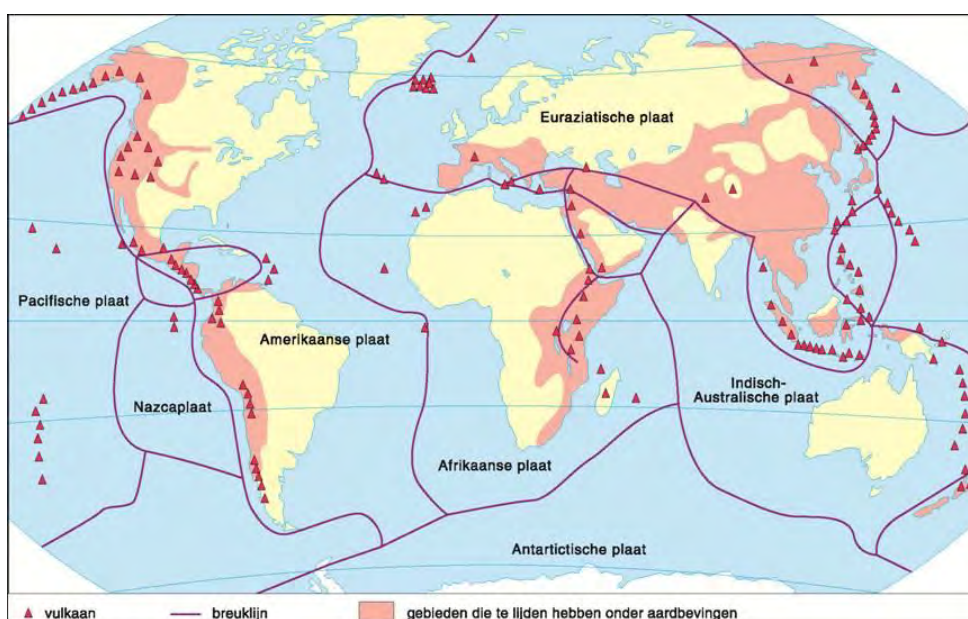 Euraziatische plaat
Pacifische plaat
Amerikaanse plaat
Nazcaplaat
Indisch-
Australische plaat
Afrikaanse plaat
Antartictische plaat
vulkaan
breuklijn
gebieden die te lijden hebben onder aardbevingen